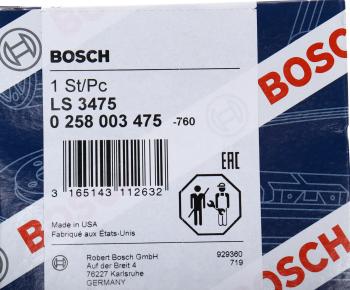 BOSCH
BOSCH
1 St/Pc
LS 3475
0 258 003 475 -760
3 165143 112632
EAC
Made in USA
Fabriqué aux États-Unis
Robert Bosch GmbH
Auf der Breit 4
76227 Karlsruhe
GERMANY
929360
719
BOSCH